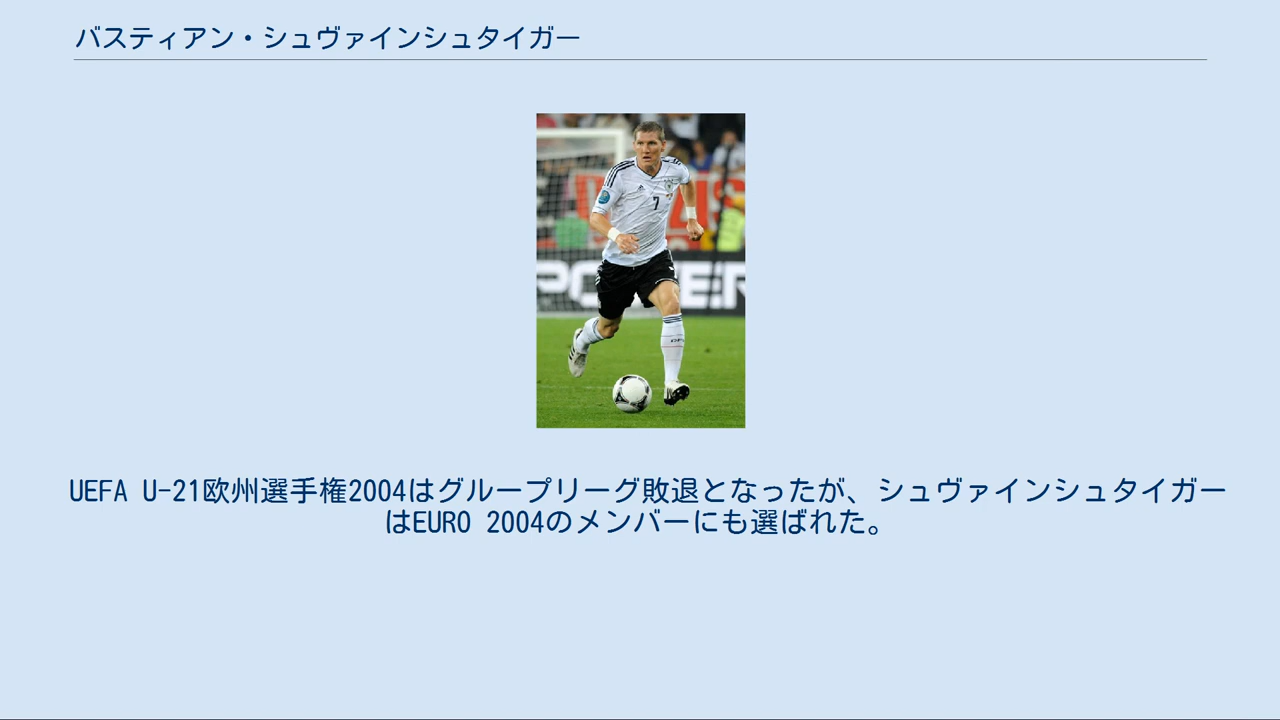 バスティアン・シュヴァインシュタイガー
7
UEFA U-21欧州選手権2004はグループリーグ敗退となったが、シュヴァインシュタイガー
はEURO 2004のメンバーにも選ばれた。